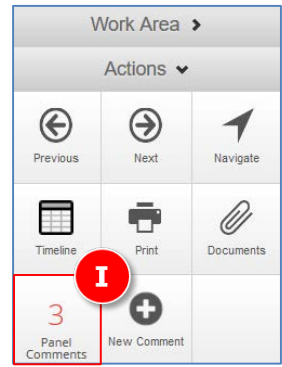 Work Area >
Actions
Previous
Next
Navigate
Timeline
Print
Documents
I
3
Panel
Comments
New Comment